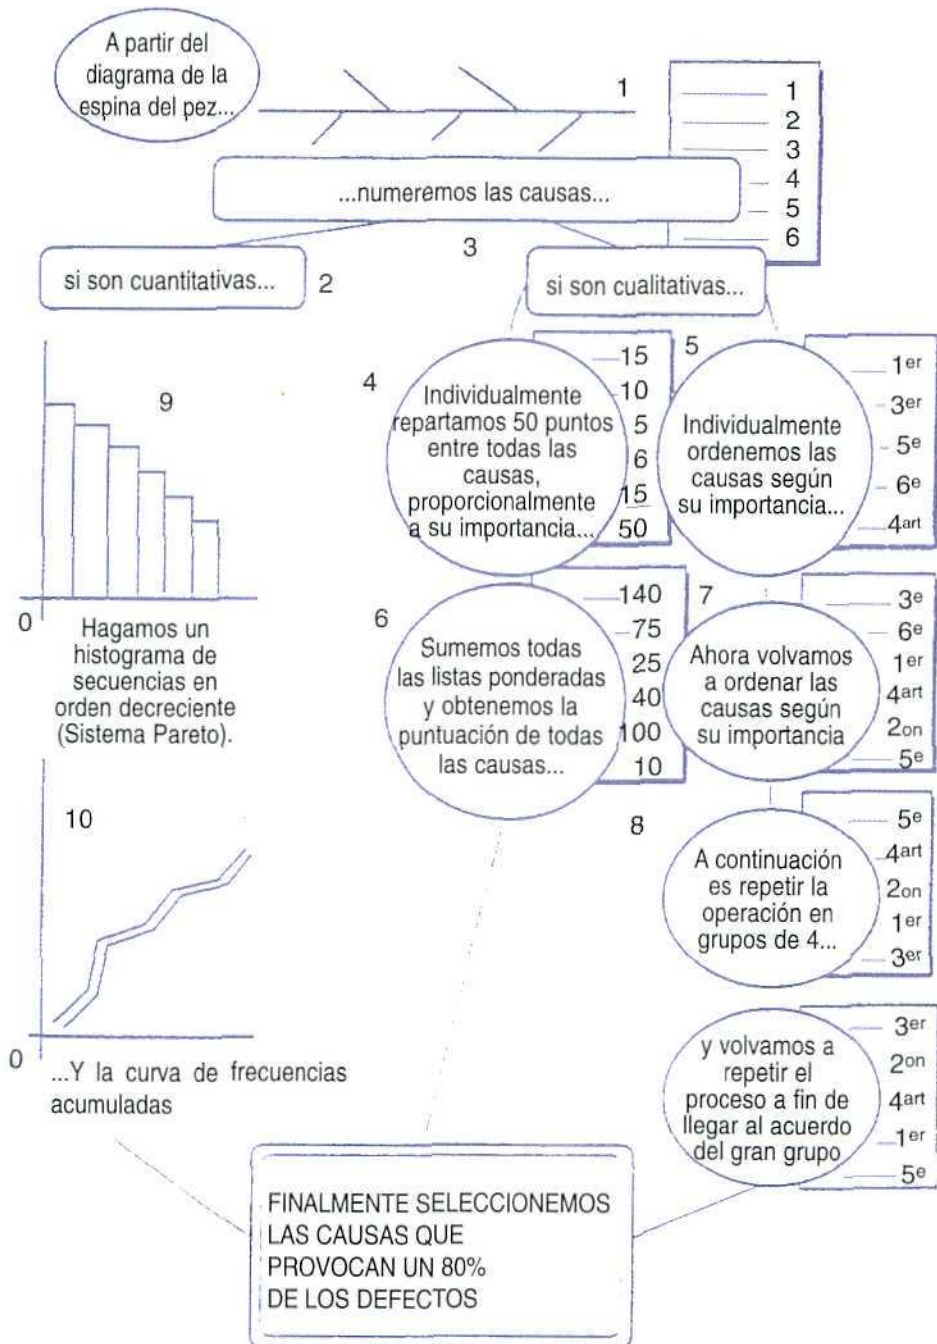 A partir del
diagrama de la
espina del pez...
1
1
2
3
4
5
6
...numeremos las causas...
3
si son cuantitativas...
2
si son cualitativas...
9
0
Hagamos un
histograma de
secuencias en
orden decreciente
(Sistema Pareto).
10
0
...Y la curva de frecuencias
acumuladas
4
Individualmente
repartamos 50 puntos
entre todas las
causas,
proporcionalmente
a su importancia...
15
10
5
6
15
50
5
Individualmente
ordenemos las
causas según
su importancia...
1er
3er
5e
6e
4art
6
Sumemos todas
las listas ponderadas
y obtenemos la
puntuación de todas
las causas...
140
75
25
40
100
10
7
Ahora volvamos
a ordenar las
causas según
su importancia
3e
6e
1er
4art
2on
5e
8
A continuación
es repetir la
operación en
grupos de 4...
5e
4art
2on
1er
3er
y volvamos a
repetir el
proceso a fin de
llegar al acuerdo
del gran grupo
3er
2on
4art
1er
5e
FINALMENTE SELECCIONEMOS
LAS CAUSAS QUE
PROVOCAN UN 80%
DE LOS DEFECTOS